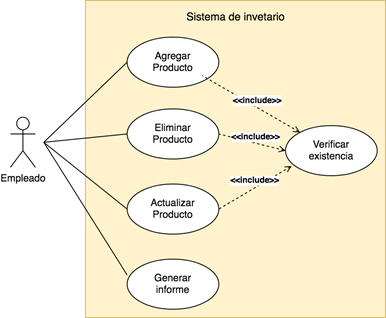 Sistema de invetario
Agregar
Producto
<<include>>
Eliminar
Producto
<<include>>
Verificar
existencia
Empleado
<<include>>
Actualizar
Producto
Generar
informe